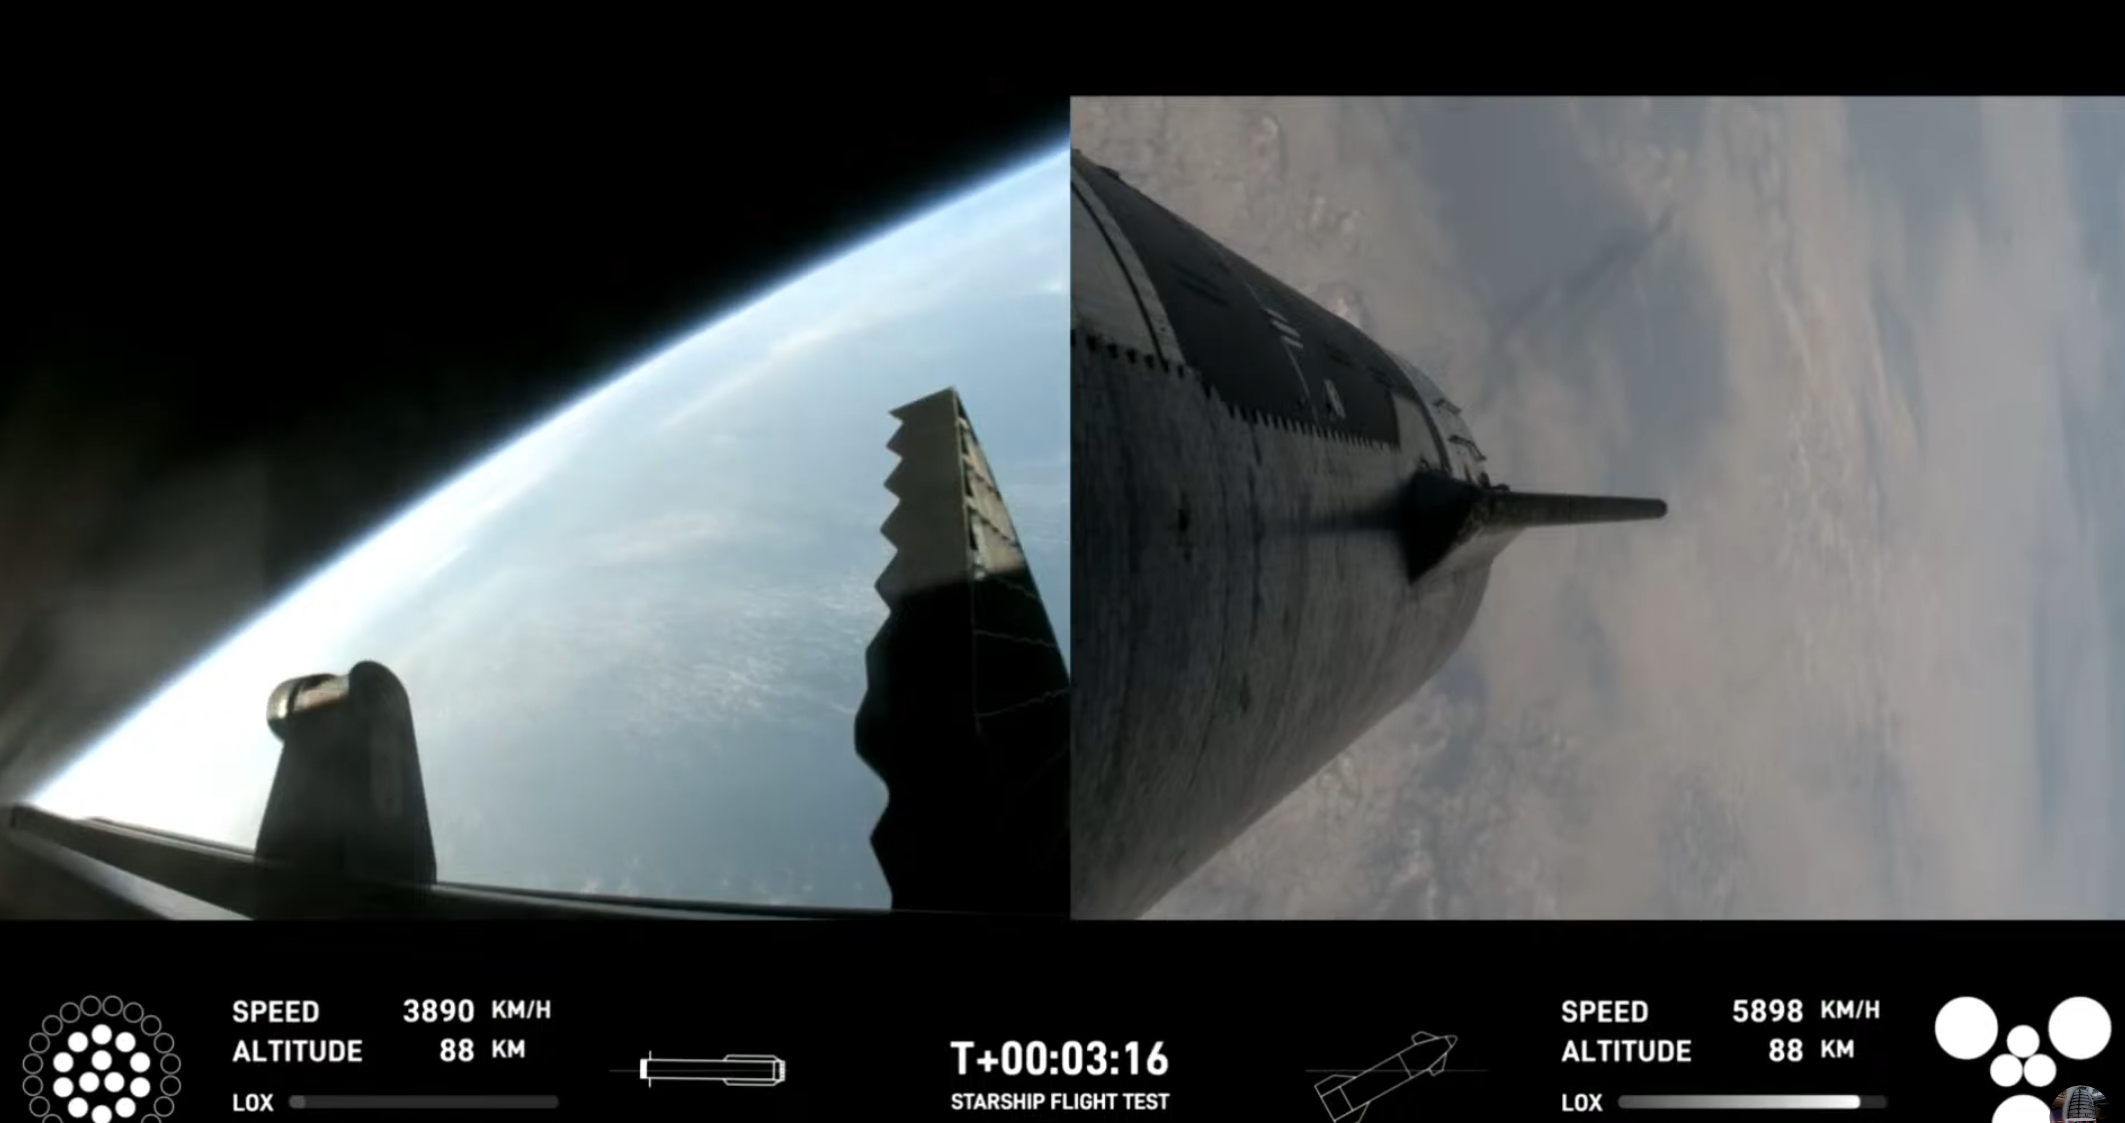 SPEED 3890 KM/H
ALTITUDE 88 KM
LOX
T+00:03:16
STARSHIP FLIGHT TEST
SPEED 5898 KM/H
ALTITUDE 88 KM
LOX